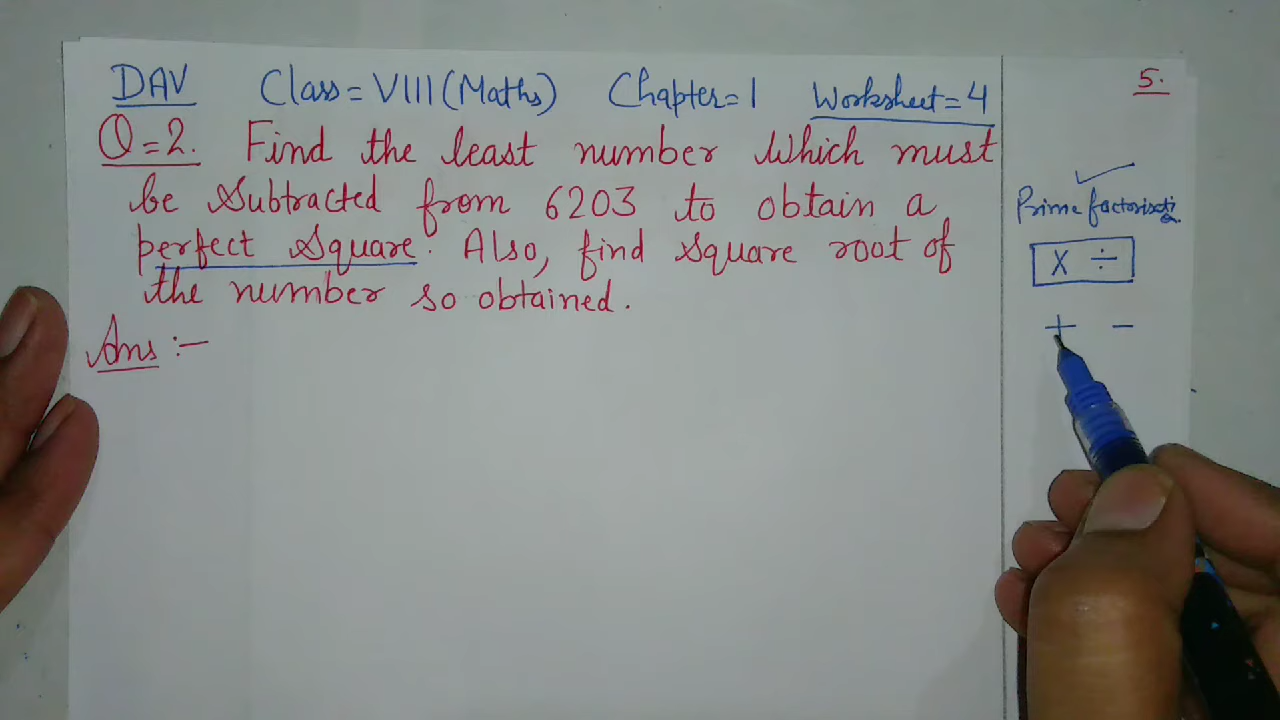 DAV Class=VIII(Maths) Chapter=1 Worksheet=4
Q=2. Find the least number which must
be Subtracted from 6203 to obtain a
perfect Square. Also, find square root of
the number so obtained.
Ans :-
5.
Prime
× ÷
+ -